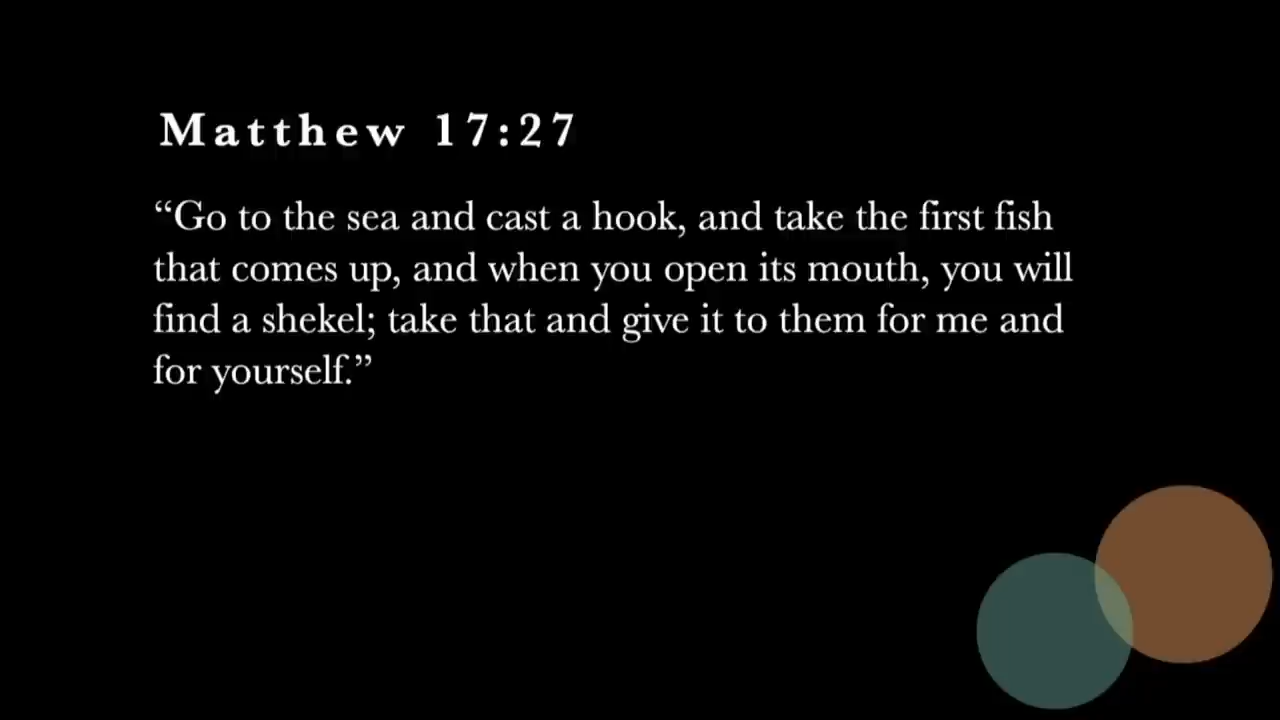 Matthew 17:27
“Go to the sea and cast a hook, and take the first fish
that comes up, and when you open its mouth, you will
find a shekel; take that and give it to them for me and
for yourself.”